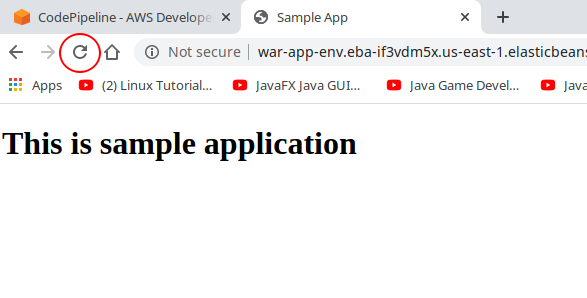 CodePipeline - AWS Develope
Sample App
Not secure
war-app-env.eba-if3vdm5x.us-east-1.elasticbeans
Apps
(2) Linux Tutorial...
JavaFX Java GUI...
Java Game Devel...
Java
This is sample application